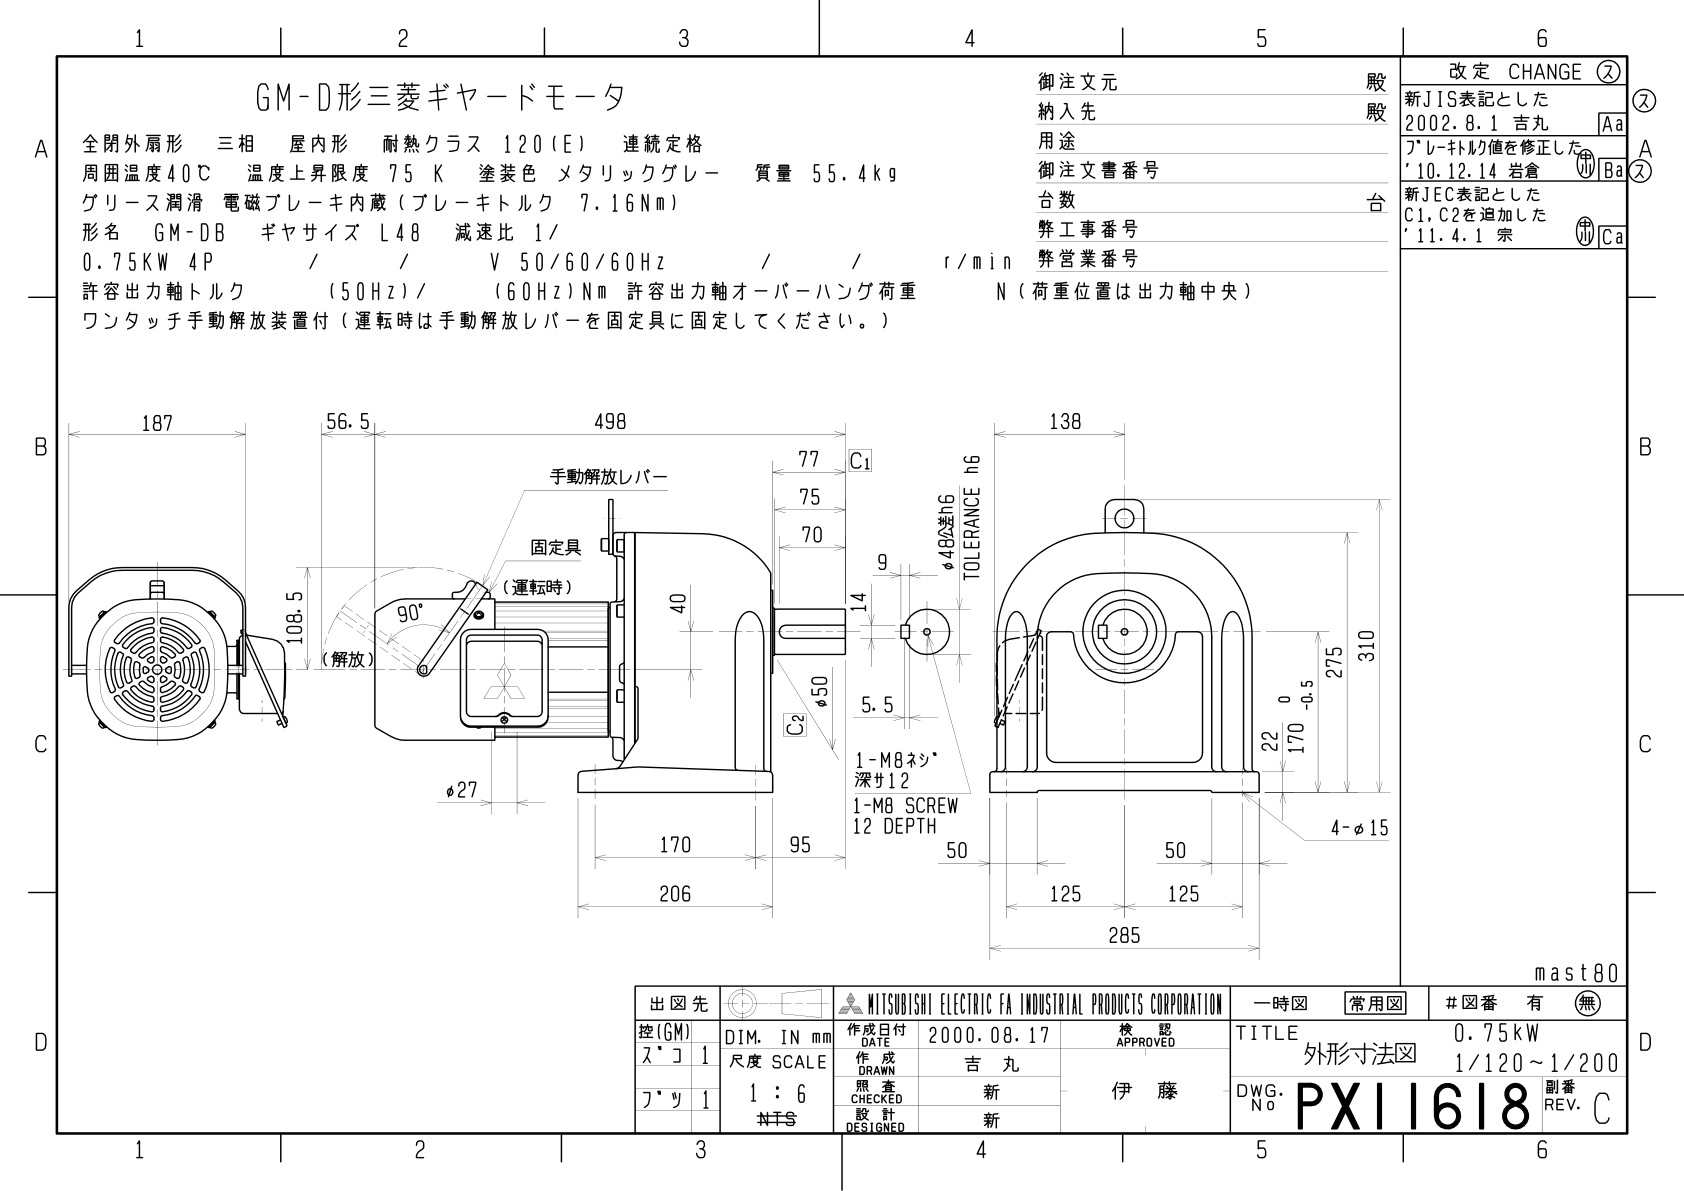 1 2 3 4 5 6
GM-D形三菱ギヤードモータ
全閉外扇形 三相 屋内形 耐熱クラス 120(E) 連続定格
周囲温度40℃ 温度上昇限度 75 K 塗装色 メタリックグレー 質量 55.4kg
グリース潤滑 電磁ブレーキ内蔵(ブレーキトルク 7.16Nm)
形名 GM-DB ギヤサイズ L48 減速比 1/
0.75KW 4P / / V 50/60/60Hz / / r/min
許容出力軸トルク (50Hz)/ (60Hz)Nm 許容出力軸オーバーハング荷重 N(荷重位置は出力軸中央)
ワンタッチ手動解放装置付(運転時は手動解放レバーを固定具に固定してください。)
御注文元 殿
納入先 殿
用途
御注文書番号
台数 台
弊工事番号
弊営業番号
改定 CHANGE ス
新JIS表記とした
2002.8.1 吉丸 Aa
ス
ブレーキトルク値を修正した
'10.12.14 岩倉 中川 Ba
ス
新JEC表記とした
C1,C2を追加した
'11.4.1 宗 中川 Ca
A A
B B
C C
D D
187
56.5
498
77 C1
75
70
手動解放レバー
固定具
(運転時)
90°
108.5
(解放)
40
φ27
170
95
206
φ50
C2
14
9
5.5
φ48公差h6
TOLERANCE h6
1-M8ネジ
深サ12
1-M8 SCREW
12 DEPTH
138
310
275
170 0 -0.5
22
4-φ15
50
50
125
125
285
mast80
出図先
控(GM)
ズコ 1
ブツ 1
DIM. IN mm
尺度 SCALE
1 : 6
NTS
MITSUBISHI ELECTRIC FA INDUSTRIAL PRODUCTS CORPORATION
作成日付
DATE
2000.08.17
作成
DRAWN
吉丸
照査
CHECKED
新
設計
DESIGNED
新
検認
APPROVED
伊藤
一時図 常用図 #図番 有 無
TITLE
外形寸法図
0.75kW
1/120~1/200
DWG.
No
PX11618
副番
REV.
C
1 2 3 4 5 6